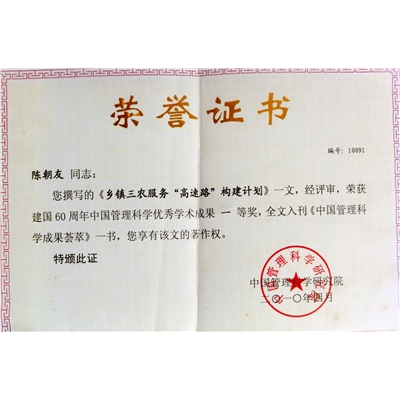 荣誉证书
编号：10091
陈朝友 同志：
您撰写的《乡镇三农服务“高速路”构建计划》一文，经评审，荣获
建国60周年中国管理科学优秀学术成果 一 等奖，全文入刊《中国管理科
学成果荟萃》一书，您享有该文的著作权。
特颁此证
中国管理科学研究院
二〇一〇年四月